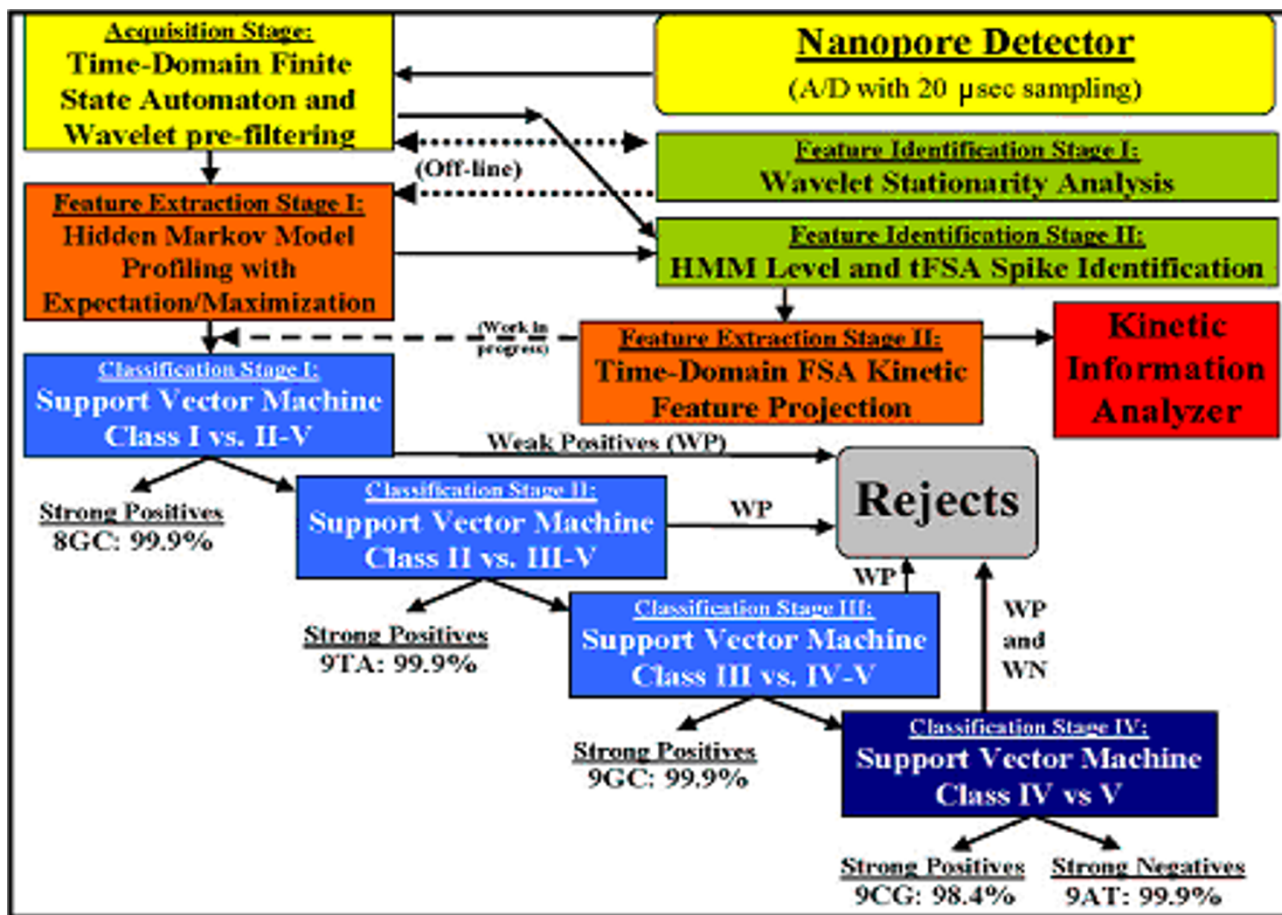 Acquisition Stage:
Time-Domain Finite
State Automaton and
Wavelet pre-filtering
Nanopore Detector
(A/D with 20 μsec sampling)
(Off-line)
Feature Identification Stage I:
Wavelet Stationarity Analysis
Feature Extraction Stage I:
Hidden Markov Model
Profiling with
Expectation/Maximization
Feature Identification Stage II:
HMM Level and tFSA Spike Identification
(Work in
progress)
Feature Extraction Stage II:
Time-Domain FSA Kinetic
Feature Projection
Kinetic
Information
Analyzer
Classification Stage I:
Support Vector Machine
Class I vs. II-V
Weak Positives (WP)
Rejects
Strong Positives
8GC: 99.9%
Classification Stage II:
Support Vector Machine
Class II vs. III-V
WP
WP
Strong Positives
9TA: 99.9%
Classification Stage III:
Support Vector Machine
Class III vs. IV-V
WP
and
WN
Strong Positives
9GC: 99.9%
Classification Stage IV:
Support Vector Machine
Class IV vs V
Strong Positives
9CG: 98.4%
Strong Negatives
9AT: 99.9%